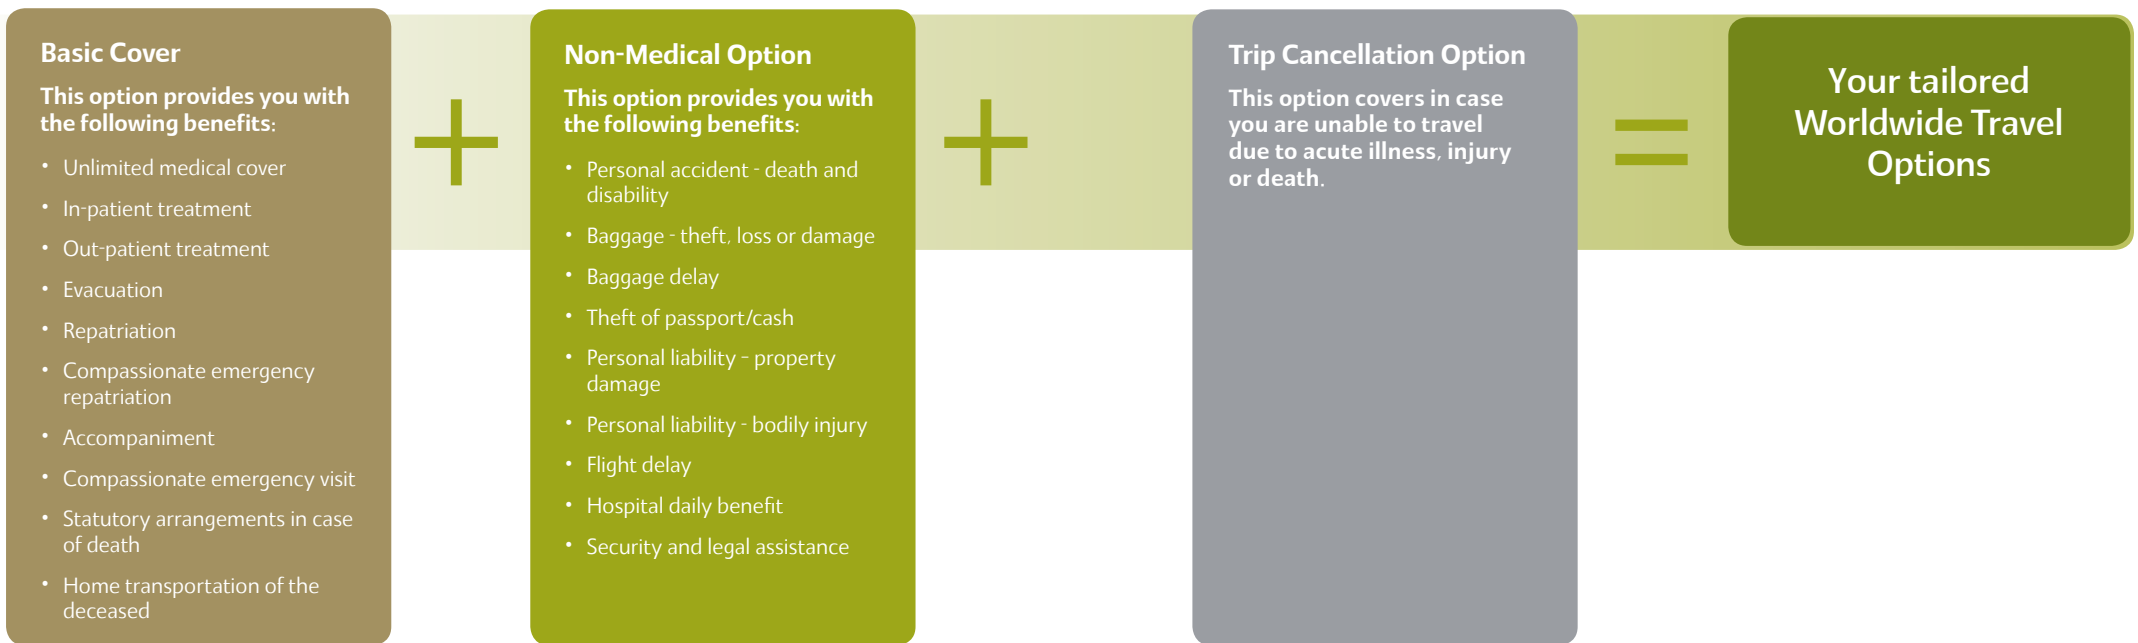 Basic Cover
This option provides you with
the following benefits:
• Unlimited medical cover
• In-patient treatment
• Out-patient treatment
• Evacuation
• Repatriation
• Compassionate emergency
repatriation
• Accompaniment
• Compassionate emergency visit
• Statutory arrangements in case
of death
• Home transportation of the
deceased
+
Non-Medical Option
This option provides you with
the following benefits:
• Personal accident - death and
disability
• Baggage - theft, loss or damage
• Baggage delay
• Theft of passport/cash
• Personal liability – property
damage
• Personal liability - bodily injury
• Flight delay
• Hospital daily benefit
• Security and legal assistance
+
Trip Cancellation Option
This option covers in case
you are unable to travel
due to acute illness, injury
or death.
=
Your tailored
Worldwide Travel
Options